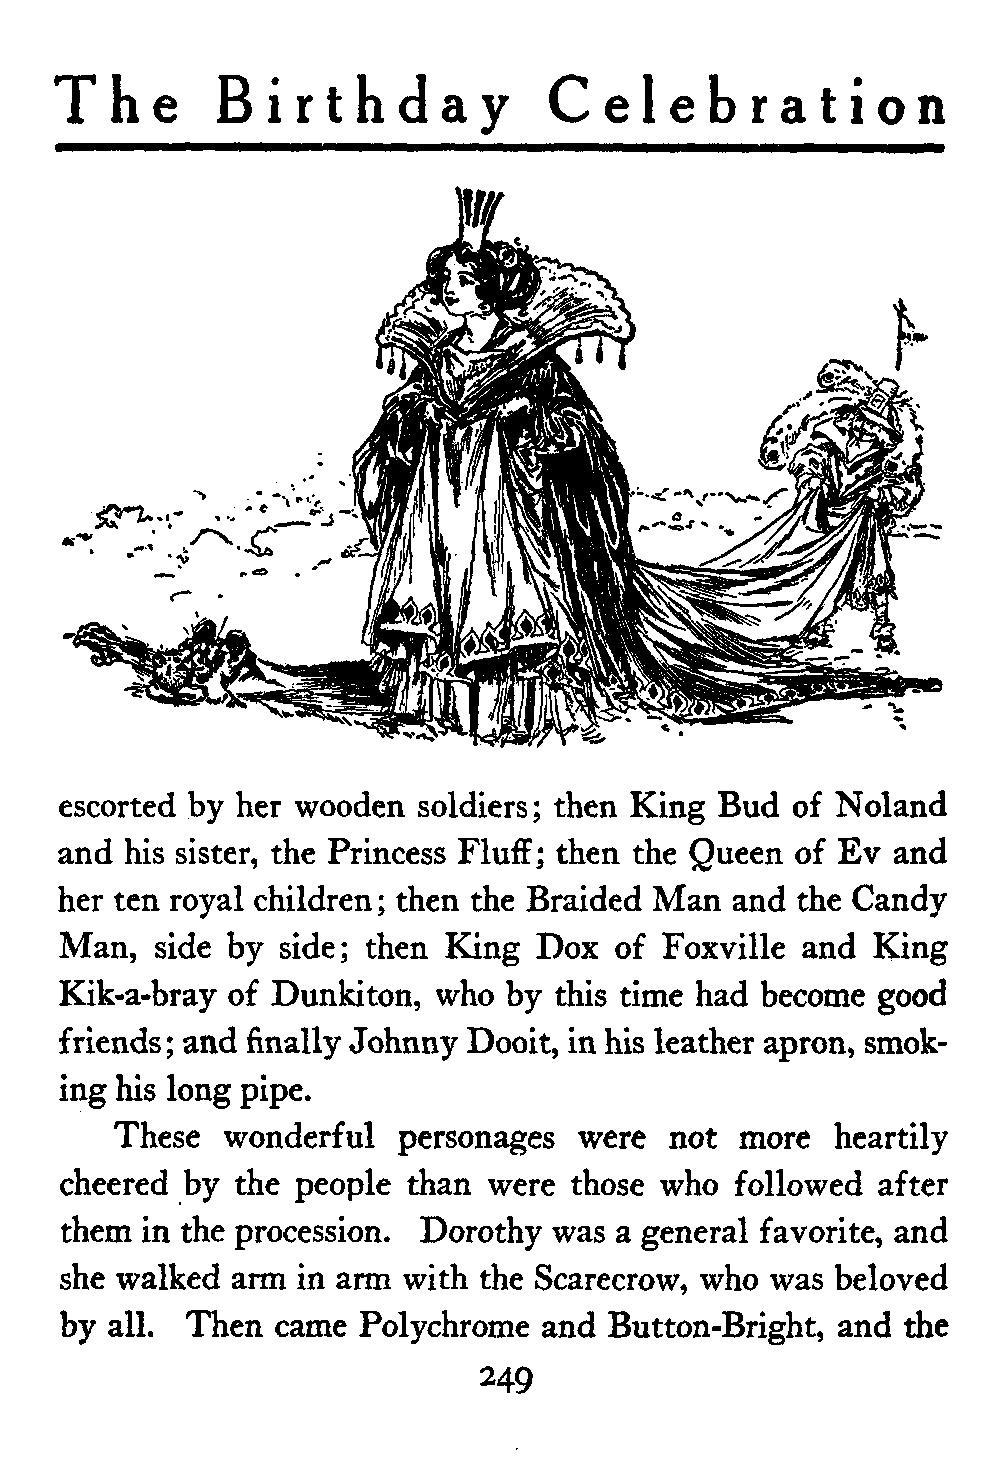 The Birthday Celebration
escorted by her wooden soldiers; then King Bud of Noland
and his sister, the Princess Fluff; then the Queen of Ev and
her ten royal children; then the Braided Man and the Candy
Man, side by side; then King Dox of Foxville and King
Kik-a-bray of Dunkiton, who by this time had become good
friends; and finally Johnny Dooit, in his leather apron, smok-
ing his long pipe.
These wonderful personages were not more heartily
cheered by the people than were those who followed after
them in the procession. Dorothy was a general favorite, and
she walked arm in arm with the Scarecrow, who was beloved
by all. Then came Polychrome and Button-Bright, and the
249